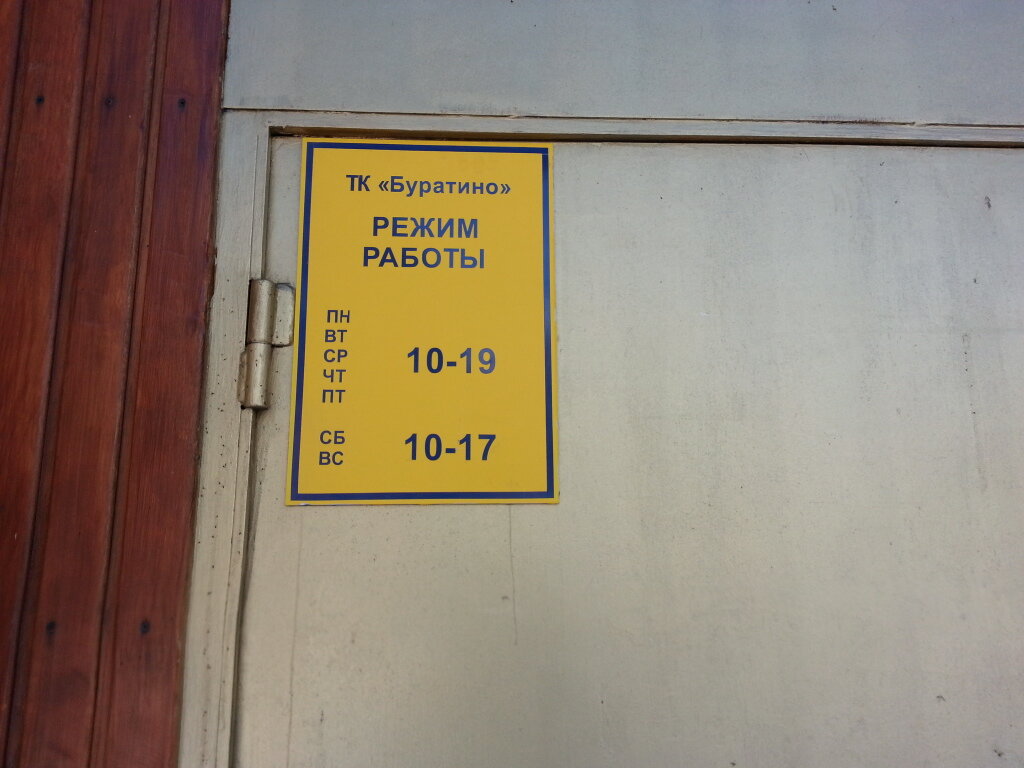 ТК «Буратино»
РЕЖИМ
РАБОТЫ
ПН
ВТ
СР
ЧТ
ПТ
10-19
СБ
ВС
10-17